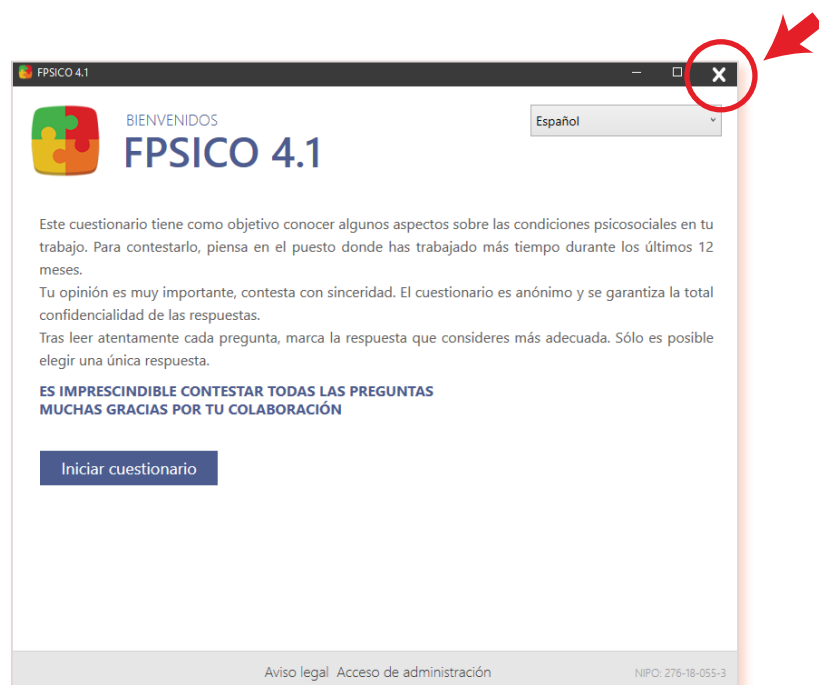 FPSICO 4.1
BIENVENIDOS
FPSICO 4.1
Español
Este cuestionario tiene como objetivo conocer algunos aspectos sobre las condiciones psicosociales en tu
trabajo. Para contestarlo, piensa en el puesto donde has trabajado más tiempo durante los últimos 12
meses.
Tu opinión es muy importante, contesta con sinceridad. El cuestionario es anónimo y se garantiza la total
confidencialidad de las respuestas.
Tras leer atentamente cada pregunta, marca la respuesta que consideres más adecuada. Sólo es posible
elegir una única respuesta.
ES IMPRESCINDIBLE CONTESTAR TODAS LAS PREGUNTAS
MUCHAS GRACIAS POR TU COLABORACIÓN
Iniciar cuestionario
Aviso legal Acceso de administración
NIPO: 276-18-055-3